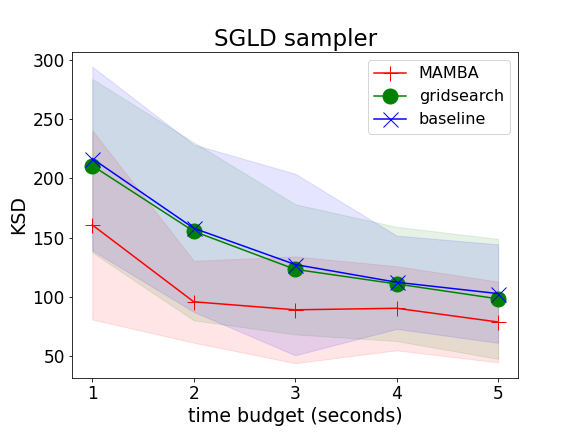 SGLD sampler
300
250
200
150
100
50
KSD
MAMBA
gridsearch
baseline
1 2 3 4 5
time budget (seconds)